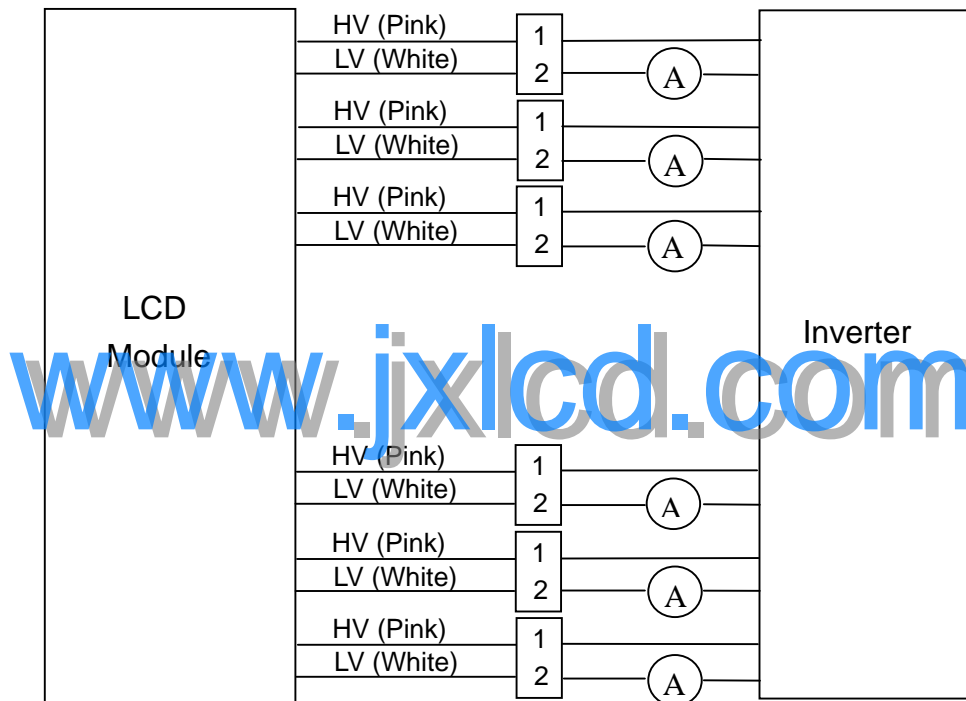 HV (Pink)
1
LV (White)
2
A
HV (Pink)
1
LV (White)
2
A
HV (Pink)
1
LV (White)
2
A
LCD
Module
Inverter
www.jxlcd.com
HV (Pink)
1
LV (White)
2
A
HV (Pink)
1
LV (White)
2
A
HV (Pink)
1
LV (White)
2
A